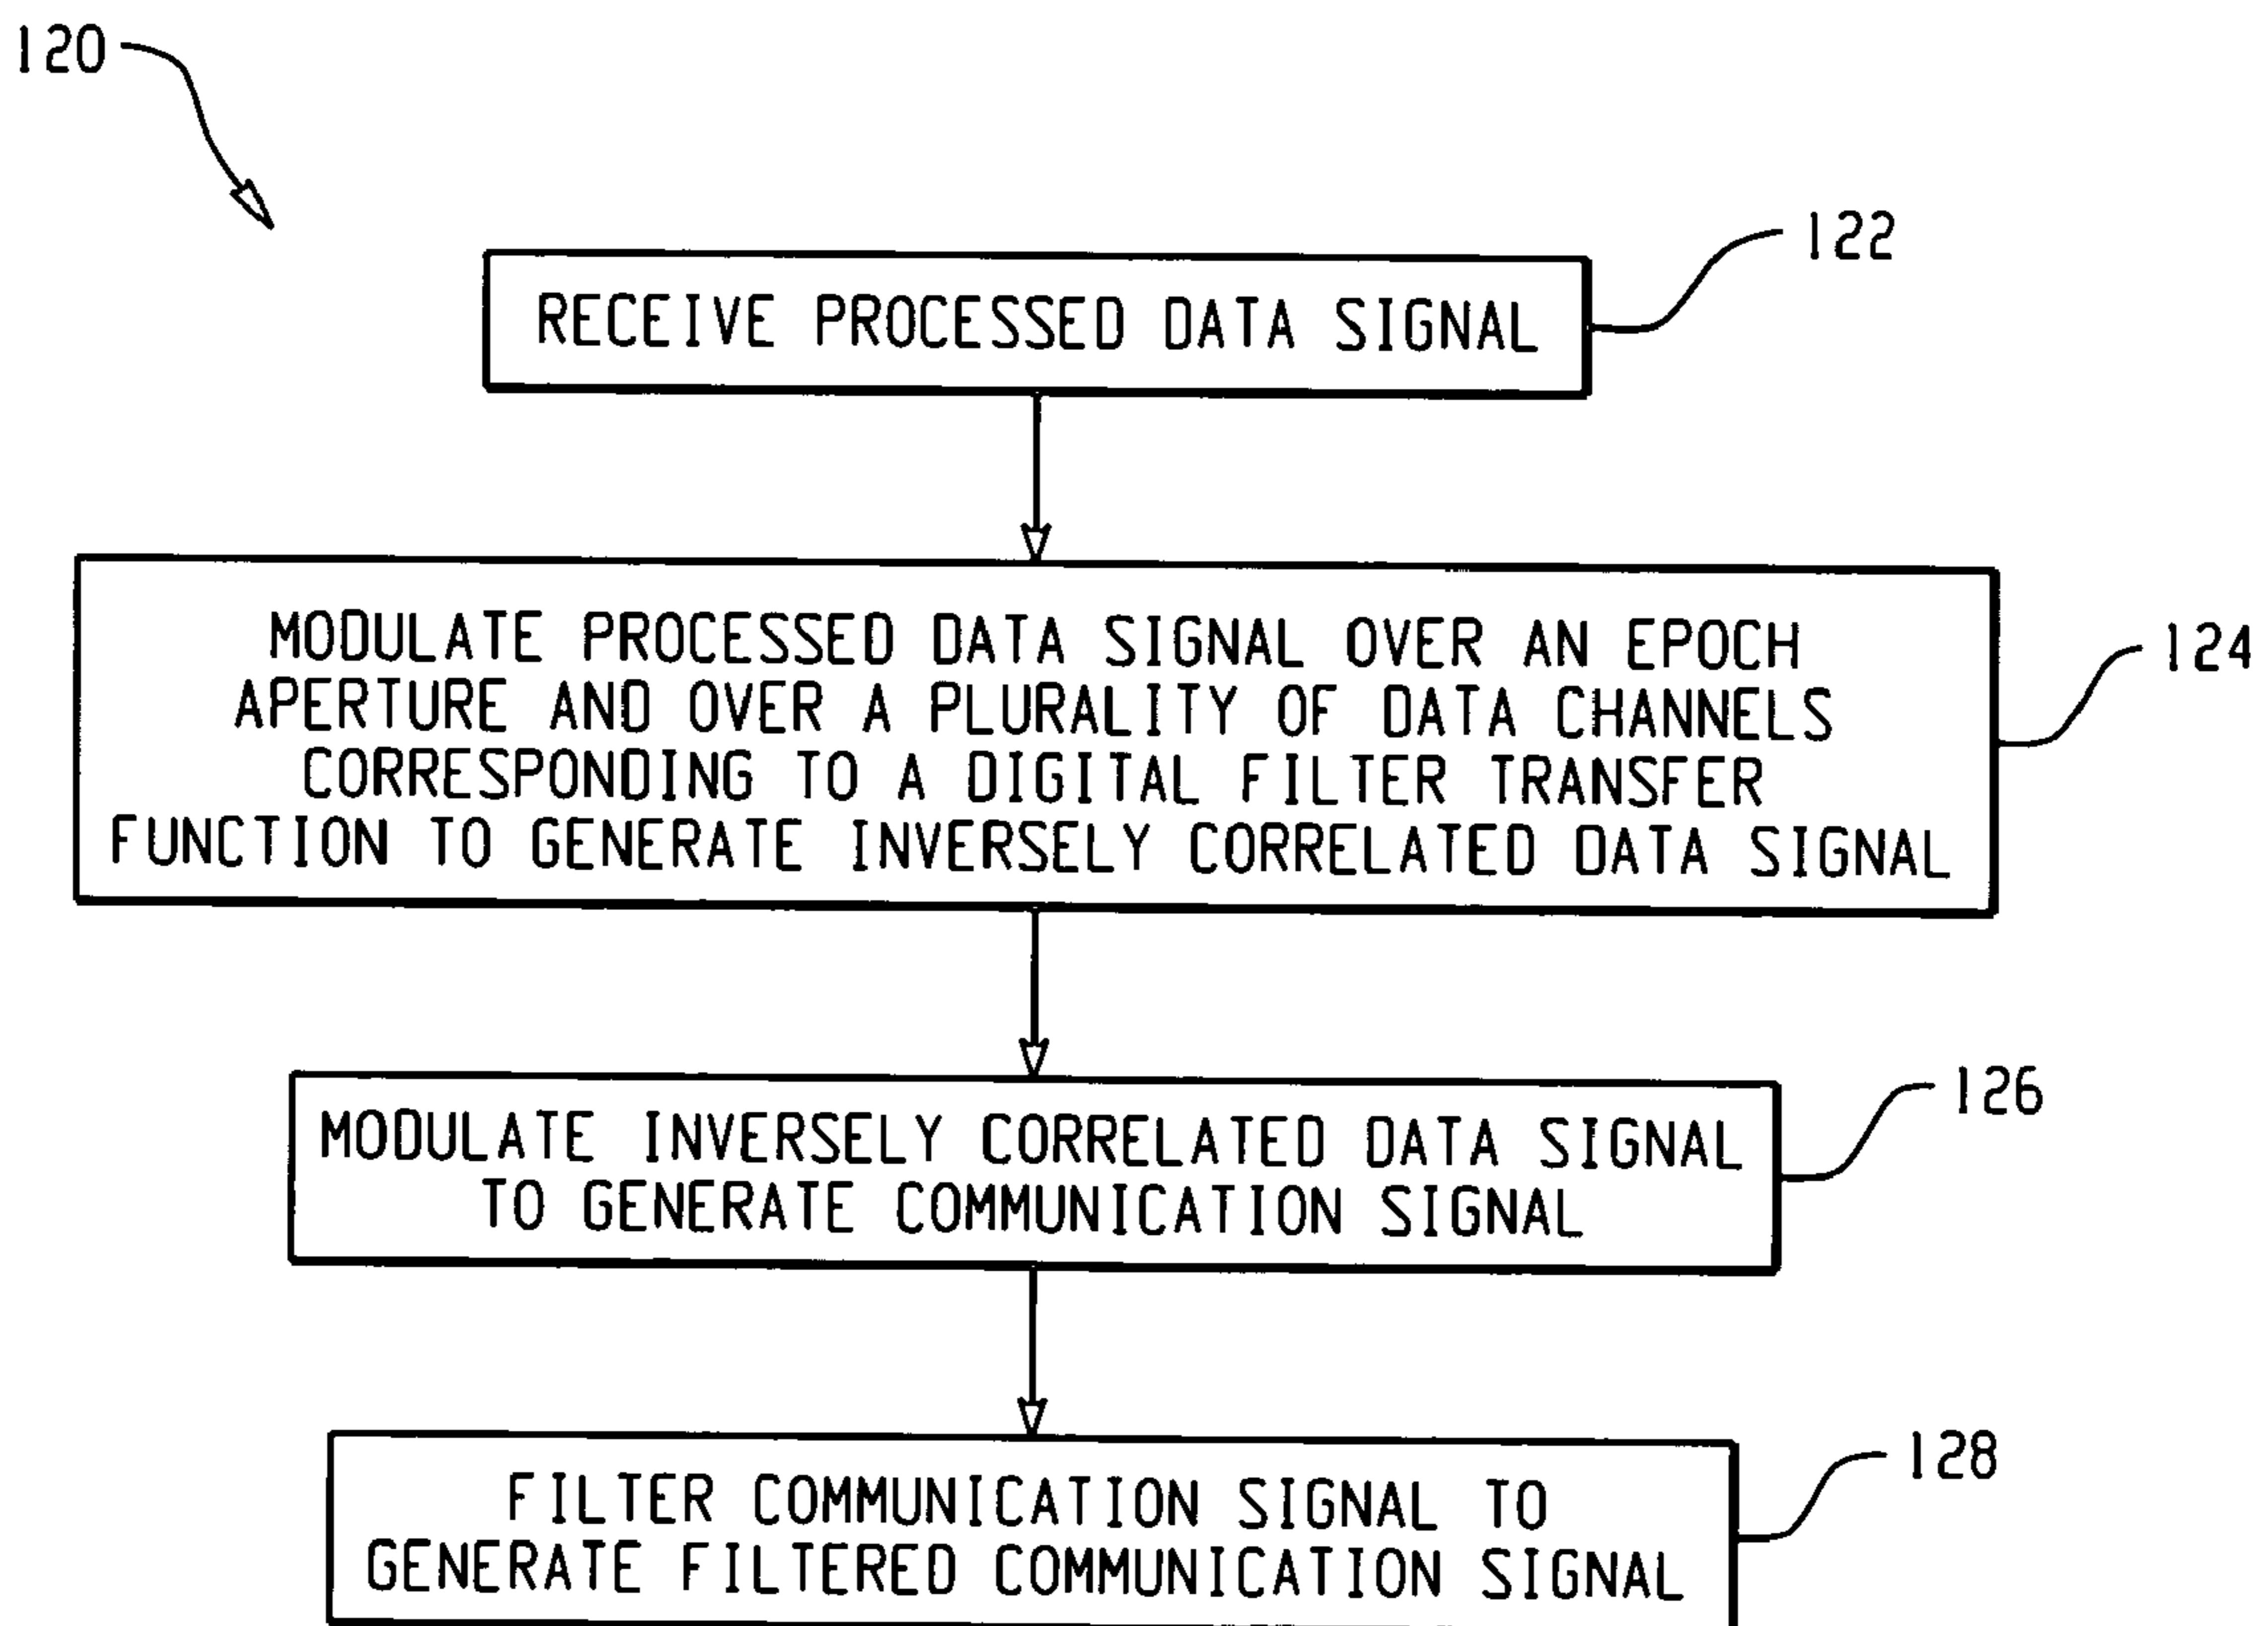 120
122
RECEIVE PROCESSED DATA SIGNAL
MODULATE PROCESSED DATA SIGNAL OVER AN EPOCH
APERTURE AND OVER A PLURALITY OF DATA CHANNELS
CORRESPONDING TO A DIGITAL FILTER TRANSFER
FUNCTION TO GENERATE INVERSELY CORRELATED DATA SIGNAL
124
MODULATE INVERSELY CORRELATED DATA SIGNAL
TO GENERATE COMMUNICATION SIGNAL
126
FILTER COMMUNICATION SIGNAL TO
GENERATE FILTERED COMMUNICATION SIGNAL
128